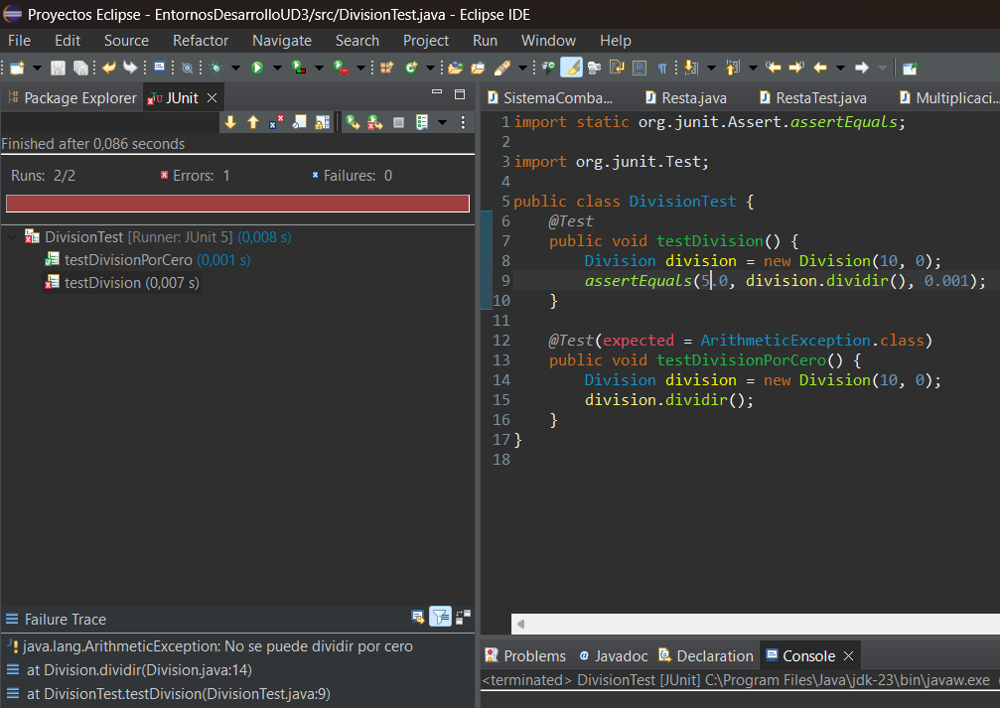 Proyectos Eclipse - EntornosDesarrolloUD3/src/DivisionTest.java - Eclipse IDE
File Edit Source Refactor Navigate Search Project Run Window Help
Package Explorer JUnit
Finished after 0,086 seconds
Runs: 2/2 Errors: 1 Failures: 0
DivisionTest [Runner: JUnit 5] (0,008 s)
testDivisionPorCero (0,001 s)
testDivision (0,007 s)
Failure Trace
java.lang.ArithmeticException: No se puede dividir por cero
at Division.dividir(Division.java:14)
at DivisionTest.testDivision(DivisionTest.java:9)
SistemaComba... Resta.java RestaTest.java Multiplicaci...
1 import static org.junit.Assert.assertEquals;
2
3 import org.junit.Test;
4
5 public class DivisionTest {
6 @Test
7 public void testDivision() {
8 Division division = new Division(10, 0);
9 assertEquals(5.0, division.dividir(), 0.001);
10 }
11
12 @Test(expected = ArithmeticException.class)
13 public void testDivisionPorCero() {
14 Division division = new Division(10, 0);
15 division.dividir();
16 }
17 }
18
Problems Javadoc Declaration Console
<terminated> DivisionTest [JUnit] C:\Program Files\Java\jdk-23\bin\javaw.exe